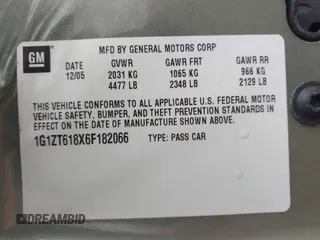 GM
MFD BY GENERAL MOTORS CORP
DATE GVWR GAWR FRT GAWR RR
12/05 2031 KG 1065 KG 966 KG
4477 LB 2348 LB 2129 LB
THIS VEHICLE CONFORMS TO ALL APPLICABLE U.S. FEDERAL MOTOR
VEHICLE SAFETY, BUMPER, AND THEFT PREVENTION STANDARDS IN
EFFECT ON THE DATE OF MANUFACTURE SHOWN ABOVE.
1G1ZT618X6F182066 TYPE: PASS CAR
DREAMBID